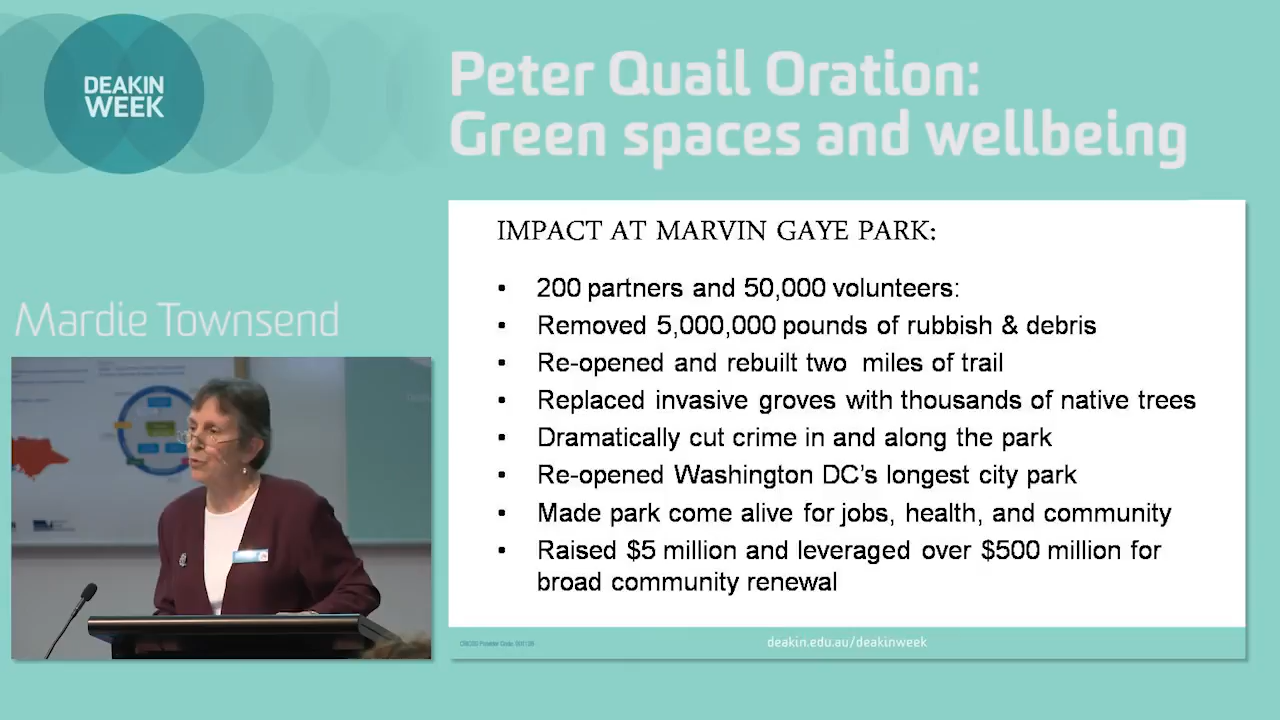 DEAKIN
WEEK
Peter Quail Oration:
Green spaces and wellbeing
Mardie Townsend
IMPACT AT MARVIN GAYE PARK:
• 200 partners and 50,000 volunteers:
• Removed 5,000,000 pounds of rubbish & debris
• Re-opened and rebuilt two miles of trail
• Replaced invasive groves with thousands of native trees
• Dramatically cut crime in and along the park
• Re-opened Washington DC's longest city park
• Made park come alive for jobs, health, and community
• Raised $5 million and leveraged over $500 million for
broad community renewal
deakin.edu.au/deakinweek